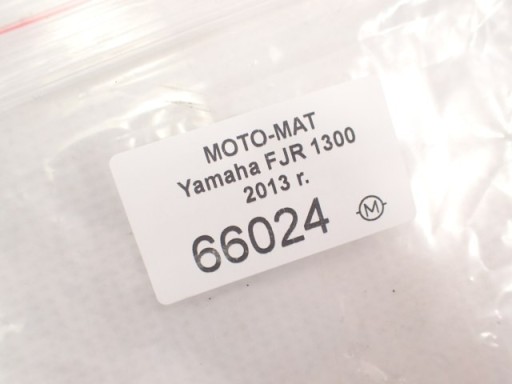 MOTO-MAT
Yamaha FJR 1300
2013 r.
66024 M